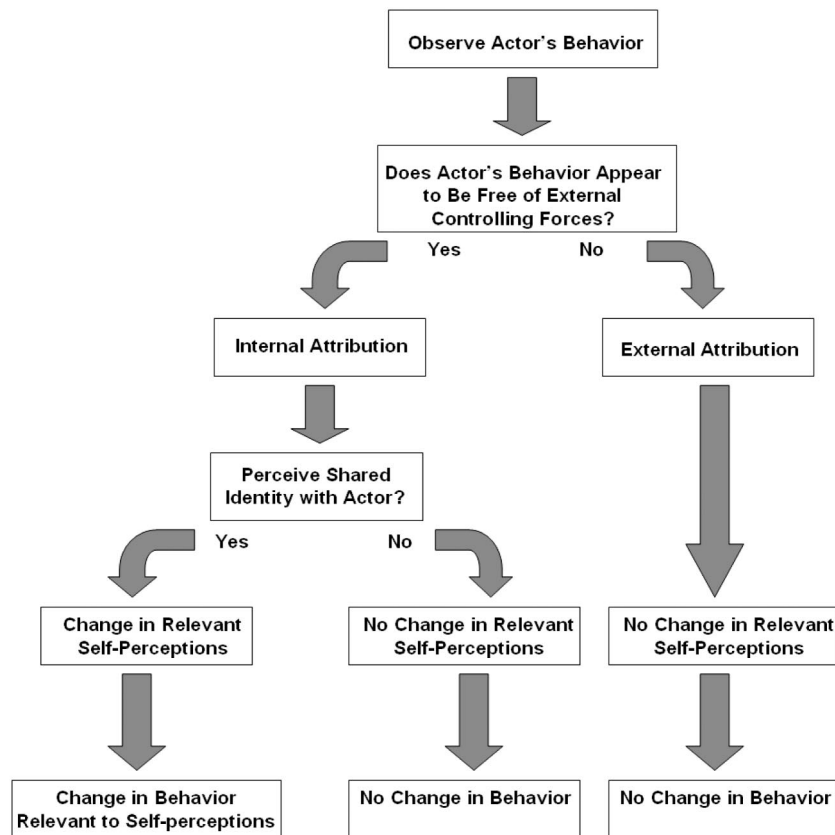 Observe Actor's Behavior
Does Actor's Behavior Appear
to Be Free of External
Controlling Forces?
Yes
No
Internal Attribution
External Attribution
Perceive Shared
Identity with Actor?
Yes
No
Change in Relevant
Self-Perceptions
No Change in Relevant
Self-Perceptions
No Change in Relevant
Self-Perceptions
Change in Behavior
Relevant to Self-perceptions
No Change in Behavior
No Change in Behavior